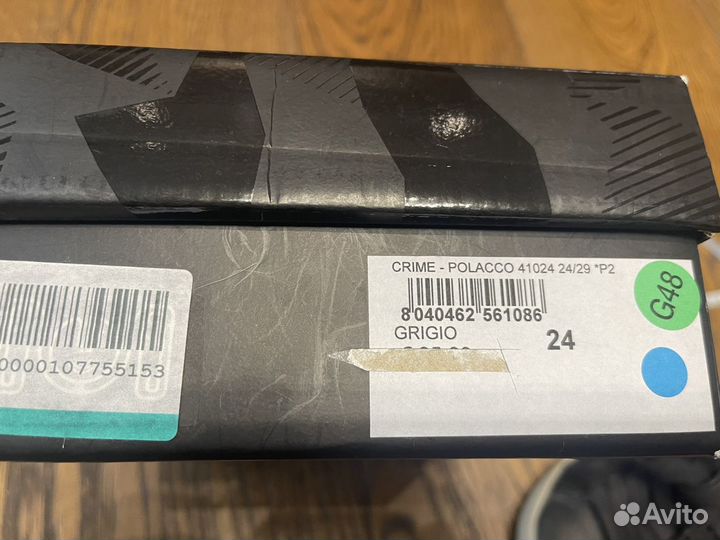 CRIME - POLACCO 41024 24/29 *P2
8 040462 561086
GRIGIO
24
G48
0000107755153
Avito